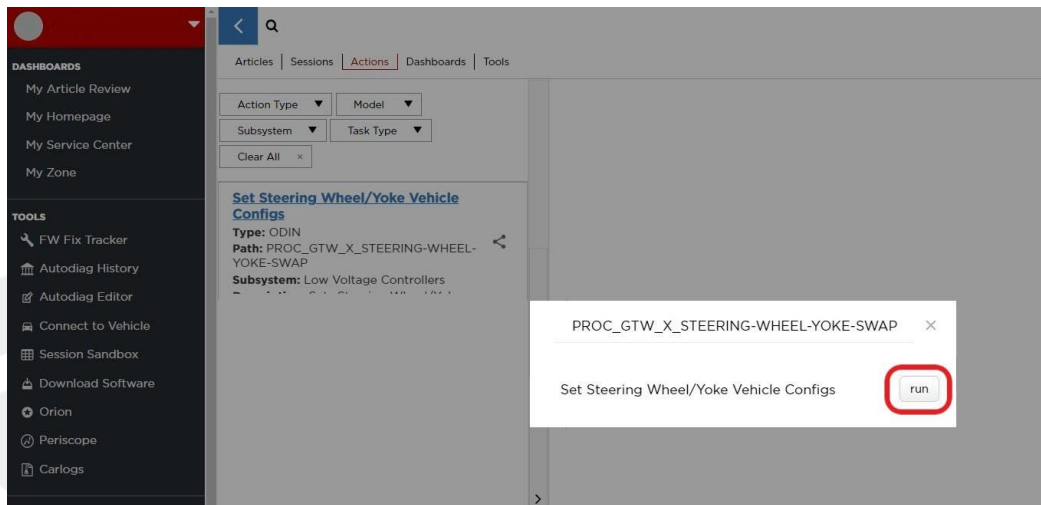 DASHBOARDS
My Article Review
My Homepage
My Service Center
My Zone
TOOLS
FW Fix Tracker
Autodiag History
Autodiag Editor
Connect to Vehicle
Session Sandbox
Download Software
Orion
Periscope
Carlogs
Articles | Sessions | Actions | Dashboards | Tools
Action Type ▼ Model ▼
Subsystem ▼ Task Type ▼
Clear All ×
Set Steering Wheel/Yoke Vehicle
Configs
Type: ODIN
Path: PROC_GTW_X_STEERING-WHEEL-
YOKE-SWAP
Subsystem: Low Voltage Controllers
PROC_GTW_X_STEERING-WHEEL-YOKE-SWAP ×
Set Steering Wheel/Yoke Vehicle Configs run